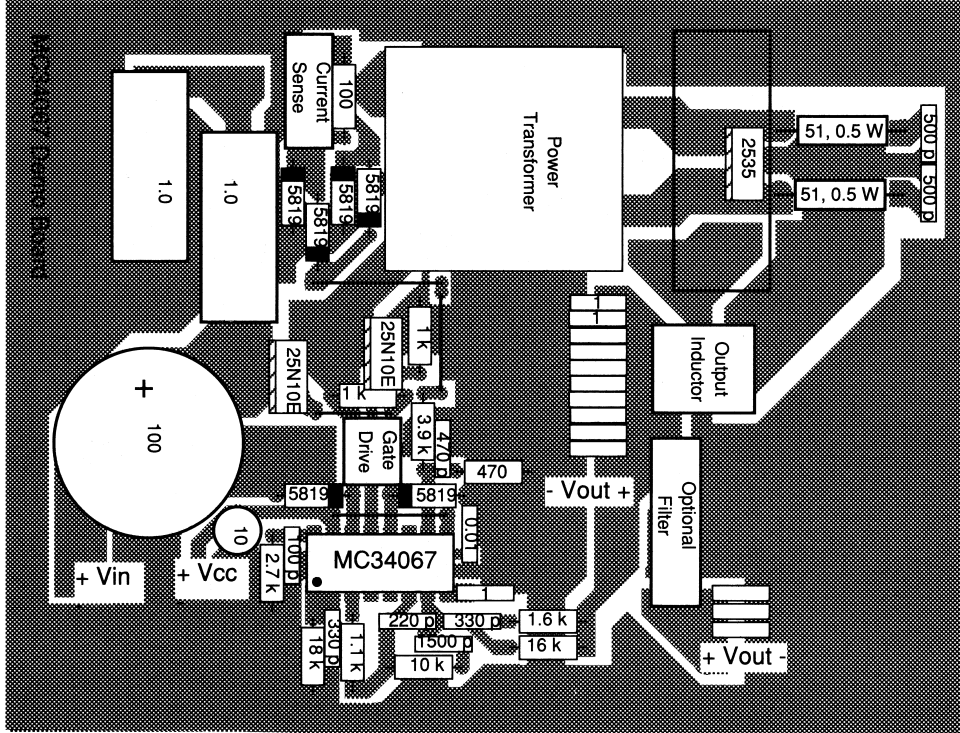 MC34067 Demo Board
1.0
1.0
Current
Sense
100
5819
5819
5819
5819
Power
Transformer
2535
51, 0.5 W
51, 0.5 W
500 p
500 p
25N10E
25N10E
1 k
1 k
1
1
Output
Inductor
+
100
Gate
Drive
3.9 k
470 p
470
5819
5819
- Vout +
Optional
Filter
10
100 p
2.7 k
0.01
MC34067
+ Vin
+ Vcc
1
220 p
330 p
1.6 k
1500 p
16 k
10 k
18 k
330 p
1.1 k
+ Vout -